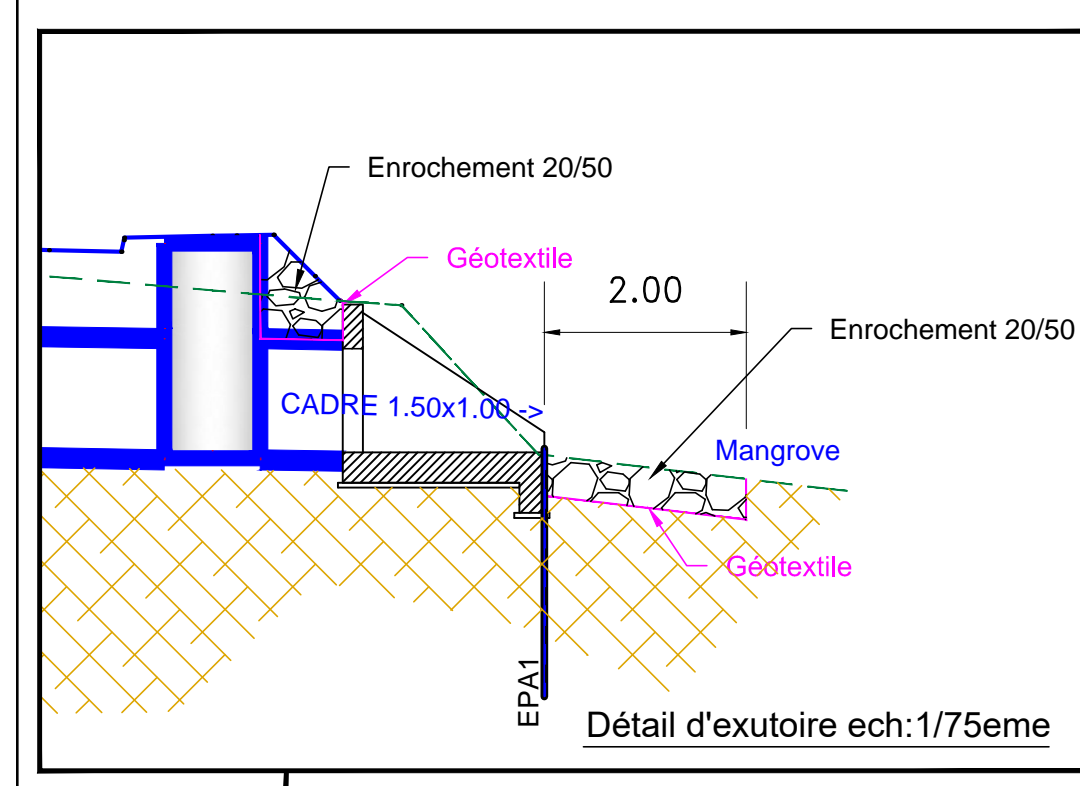 Enrochement 20/50
Géotextile
2.00
Enrochement 20/50
CADRE 1.50x1.00 ->
Mangrove
Géotextile
EPA1
Détail d'exutoire ech:1/75eme